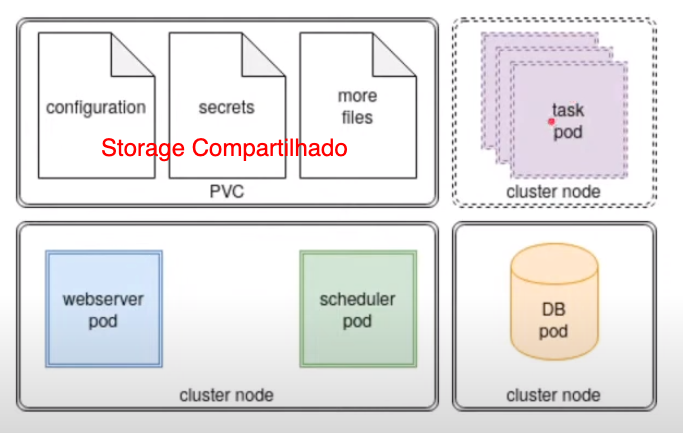 configuration
secrets
more
files
Storage Compartilhado
PVC
task
pod
cluster node
webserver
pod
scheduler
pod
cluster node
DB
pod
cluster node